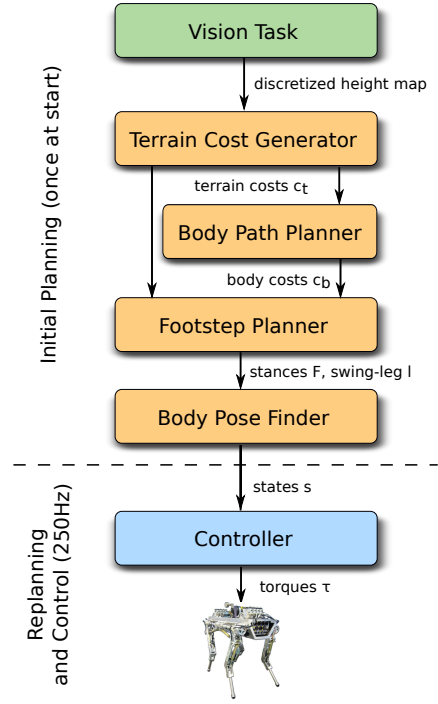 Vision Task
discretized height map
Terrain Cost Generator
terrain costs ct
Body Path Planner
body costs cb
Footstep Planner
stances F, swing-leg l
Body Pose Finder
states s
Controller
torques τ
Initial Planning (once at start)
Replanning
and Control (250Hz)